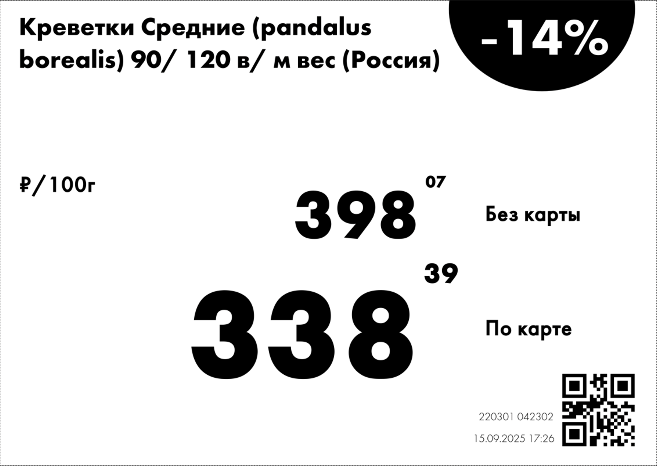 Креветки Средние (pandalus
borealis) 90/ 120 в/ м вес (Россия)
-14%
₽/100г
398 07
Без карты
338 39
По карте
220301 042302
15.09.2025 17:26